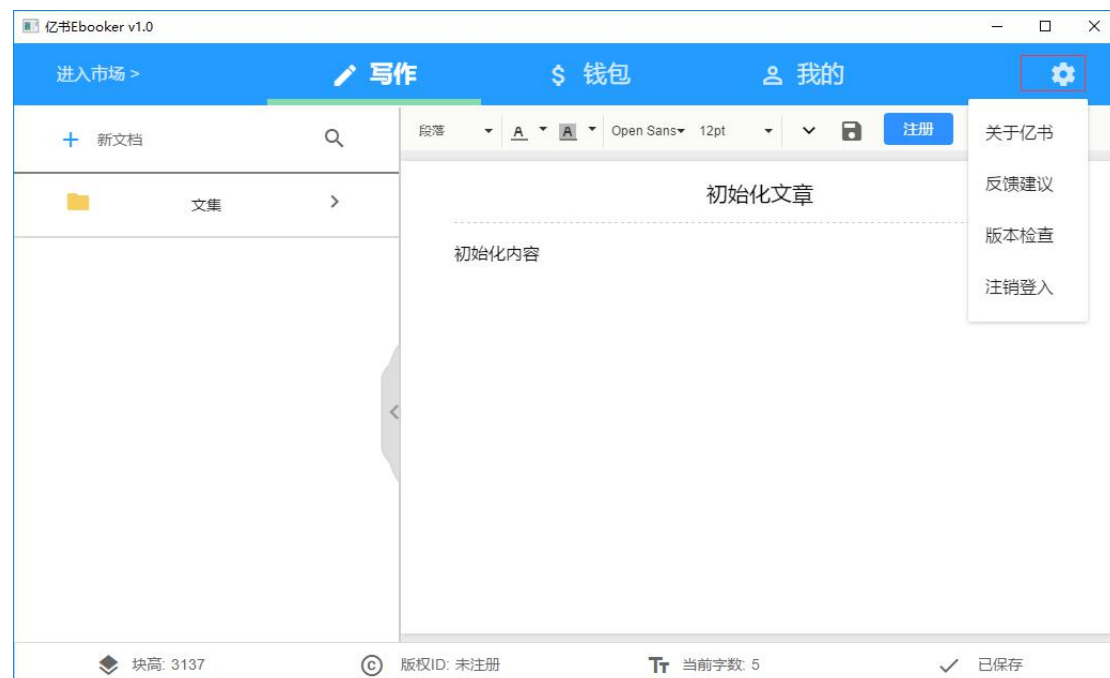 亿书Ebooker v1.0
进入市场 >
写作
$ 钱包
我的
新文档
段落
A
A
Open Sans
12pt
注册
关于亿书
反馈建议
版本检查
注销登入
文集
初始化文章
初始化内容
块高: 3137
版权ID: 未注册
当前字数: 5
已保存